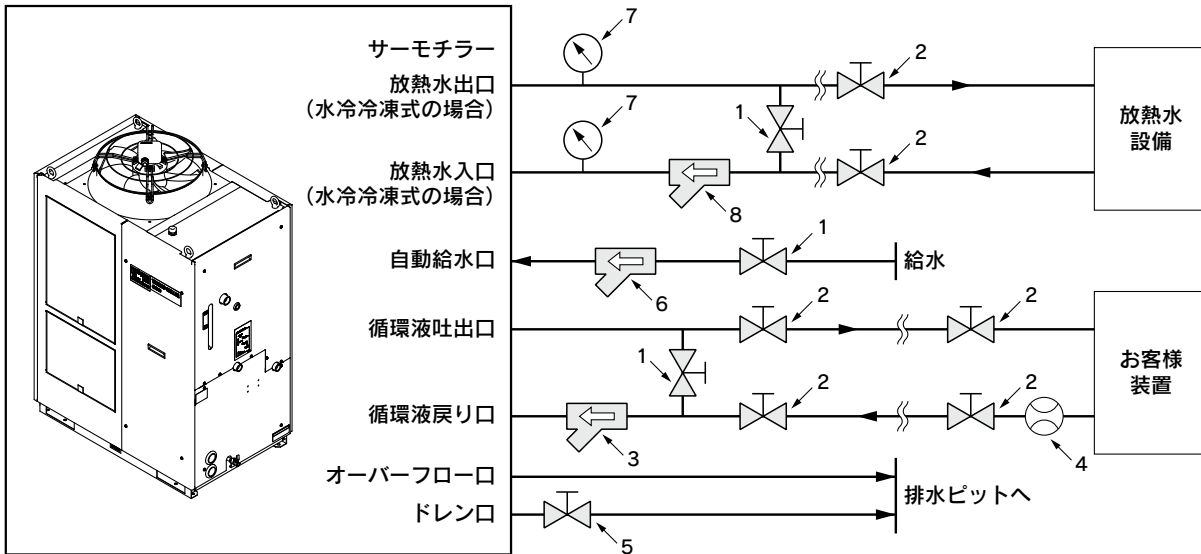 サーモチラー
放熱水出口
(水冷冷凍式の場合)
放熱水入口
(水冷冷凍式の場合)
自動給水口
循環液吐出口
循環液戻り口
オーバーフロー口
ドレン口
7
2
1
放熱水
設備
7
2
8
1
給水
6
2
2
1
お客様
装置
2
2
3
4
排水ピットへ
5